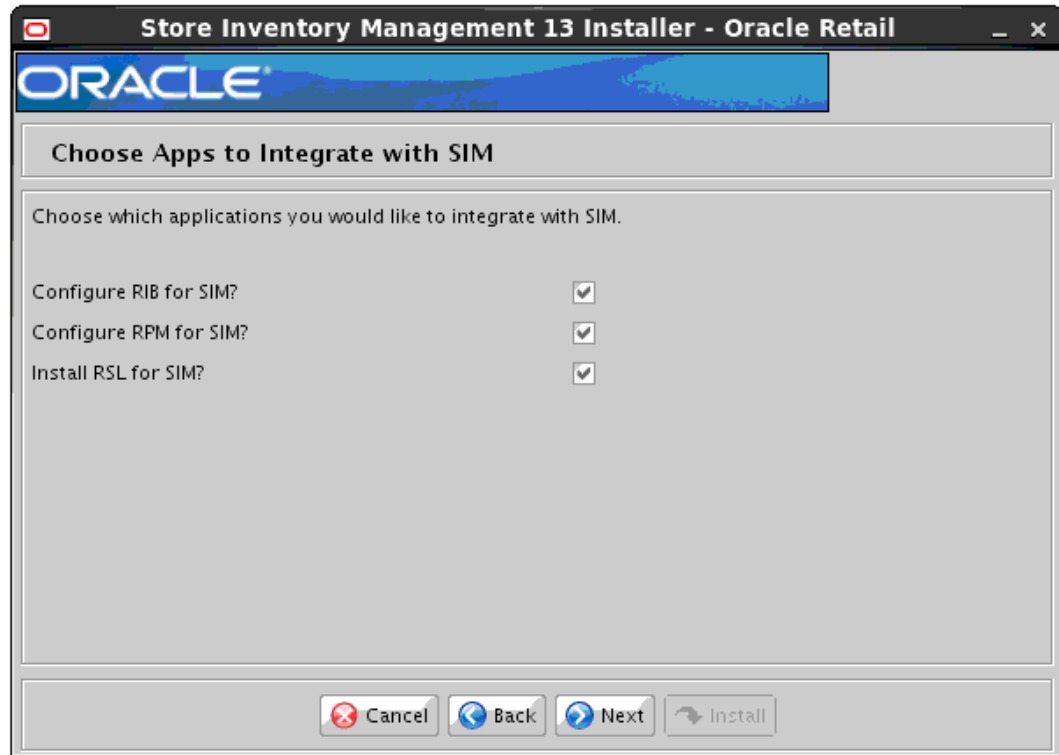 Store Inventory Management 13 Installer - Oracle Retail
ORACLE
Choose Apps to Integrate with SIM
Choose which applications you would like to integrate with SIM.
Configure RIB for SIM?
Configure RPM for SIM?
Install RSL for SIM?
Cancel Back Next Install